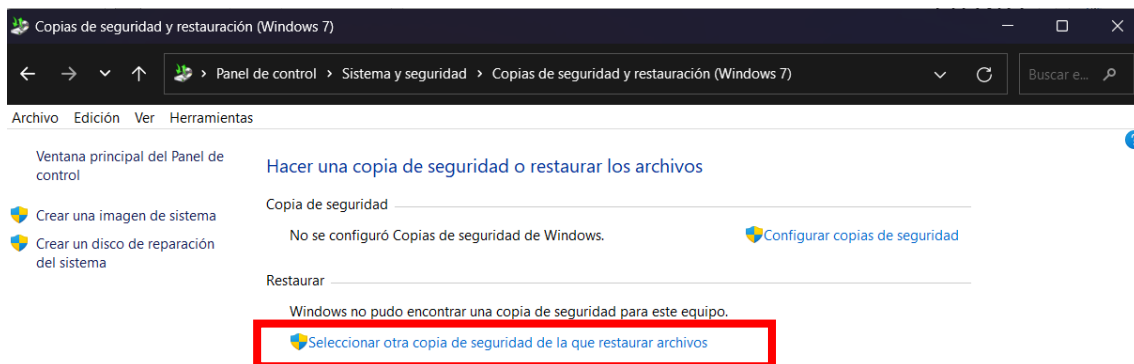 Copias de seguridad y restauración (Windows 7)
Panel de control > Sistema y seguridad > Copias de seguridad y restauración (Windows 7)
Buscar e...
Archivo Edición Ver Herramientas
Ventana principal del Panel de
control
Hacer una copia de seguridad o restaurar los archivos
Copia de seguridad
Crear una imagen de sistema
No se configuró Copias de seguridad de Windows.
Configurar copias de seguridad
Crear un disco de reparación
del sistema
Restaurar
Windows no pudo encontrar una copia de seguridad para este equipo.
Seleccionar otra copia de seguridad de la que restaurar archivos